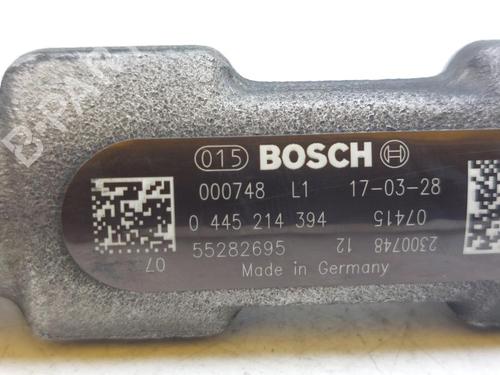 015 BOSCH
000748 L1 17-03-28
0 445 214 394 07415
55282695 2300748 12
07 Made in Germany
B-PARTS